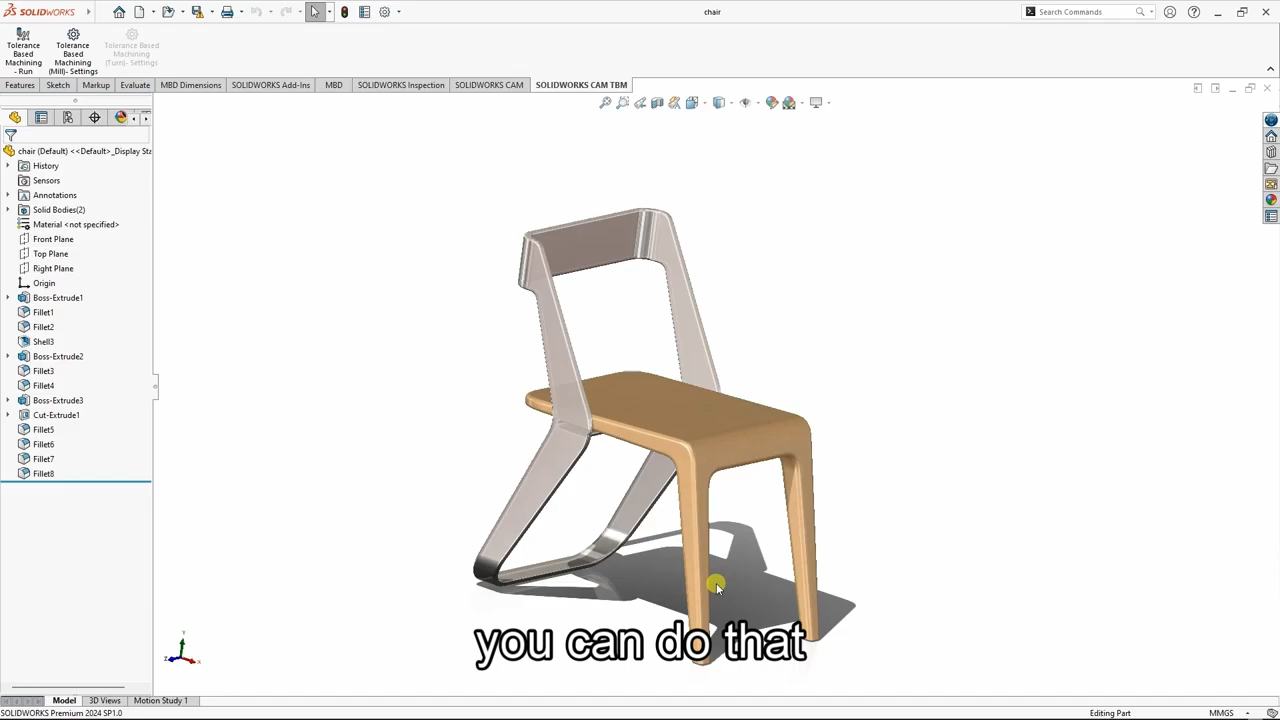 SOLIDWORKS
chair
Search Commands
Tolerance Based Machining - Run
Tolerance Based Machining (Mill)- Settings
Tolerance Based Machining (Turn)- Settings
Features
Sketch
Markup
Evaluate
MBD Dimensions
SOLIDWORKS Add-Ins
MBD
SOLIDWORKS Inspection
SOLIDWORKS CAM
SOLIDWORKS CAM TBM
chair (Default) <<Default>_Display Sta
History
Sensors
Annotations
Solid Bodies(2)
Material <not specified>
Front Plane
Top Plane
Right Plane
Origin
Boss-Extrude1
Fillet1
Fillet2
Shell3
Boss-Extrude2
Fillet3
Fillet4
Boss-Extrude3
Cut-Extrude1
Fillet5
Fillet6
Fillet7
Fillet8
you can do that
Y
Z
X
Model
3D Views
Motion Study 1
SOLIDWORKS Premium 2024 SP1.0
Editing Part
MMGS